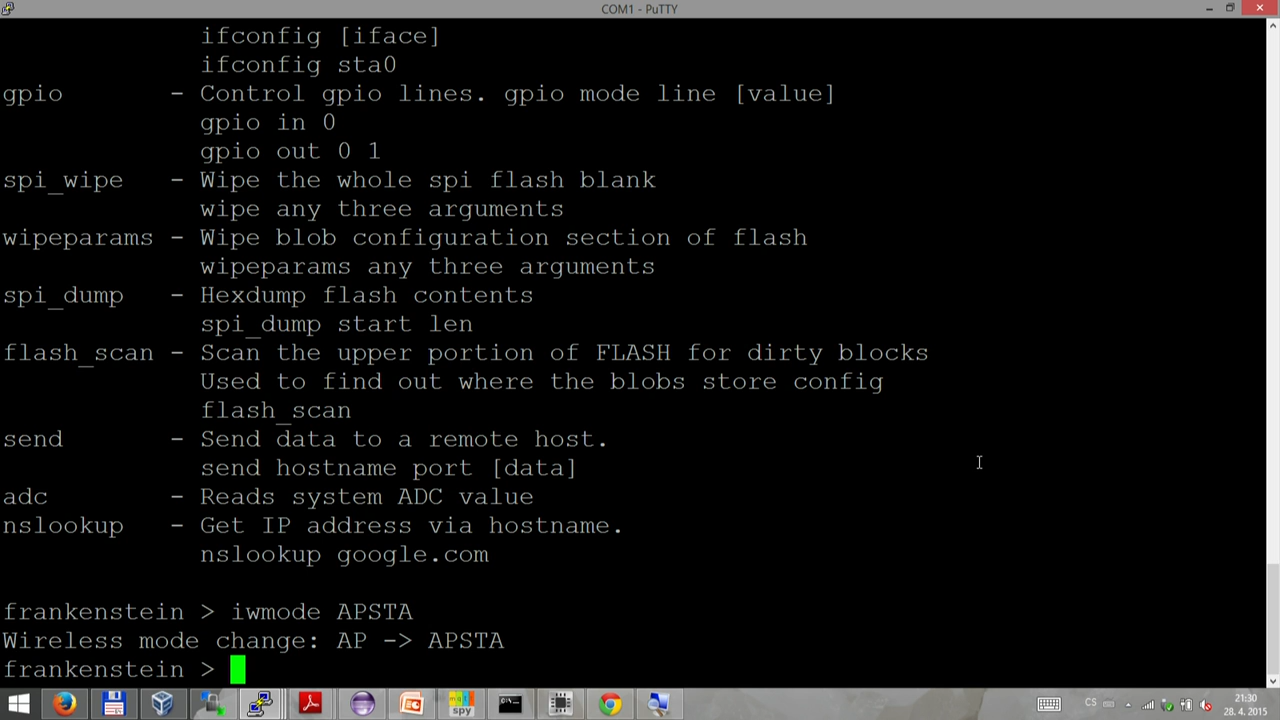 COM1 - PuTTY
ifconfig [iface]
ifconfig sta0
gpio - Control gpio lines. gpio mode line [value]
gpio in 0
gpio out 0 1
spi_wipe - Wipe the whole spi flash blank
wipe any three arguments
wipeparams - Wipe blob configuration section of flash
wipeparams any three arguments
spi_dump - Hexdump flash contents
spi_dump start len
flash_scan - Scan the upper portion of FLASH for dirty blocks
Used to find out where the blobs store config
flash_scan
send - Send data to a remote host.
send hostname port [data]
adc - Reads system ADC value
nslookup - Get IP address via hostname.
nslookup google.com
frankenstein > iwmode APSTA
Wireless mode change: AP -> APSTA
frankenstein >
spy
CS
21:30
28. 4. 2015